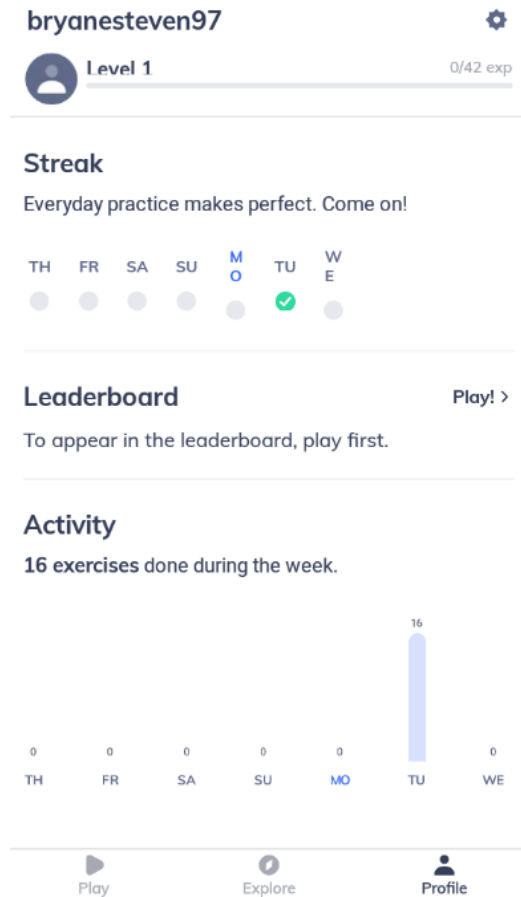 bryanesteven97
Level 1
0/42 exp
Streak
Everyday practice makes perfect. Come on!
TH FR SA SU MO TU WE
Leaderboard
Play! >
To appear in the leaderboard, play first.
Activity
16 exercises done during the week.
16
0 0 0 0 0 0
TH FR SA SU MO TU WE
Play Explore Profile